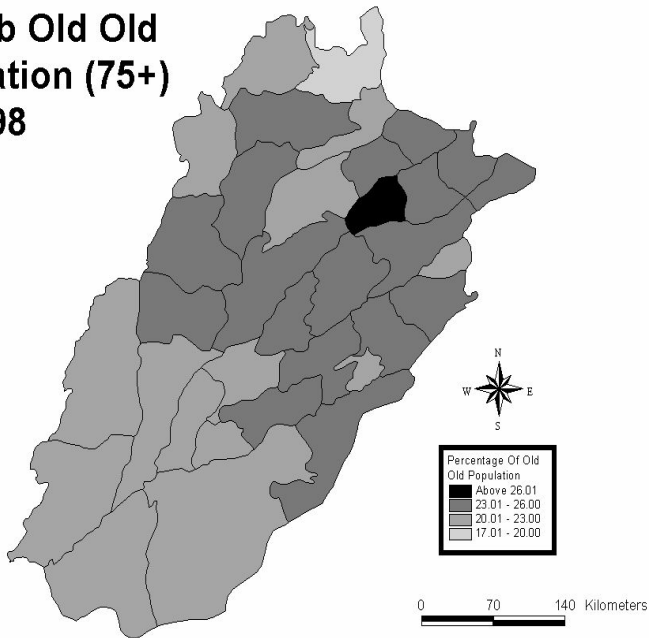 b Old Old
ation (75+)
98
N
W E
S
Percentage Of Old
Old Population
Above 26.01
23.01 - 26.00
20.01 - 23.00
17.01 - 20.00
0 70 140 Kilometers